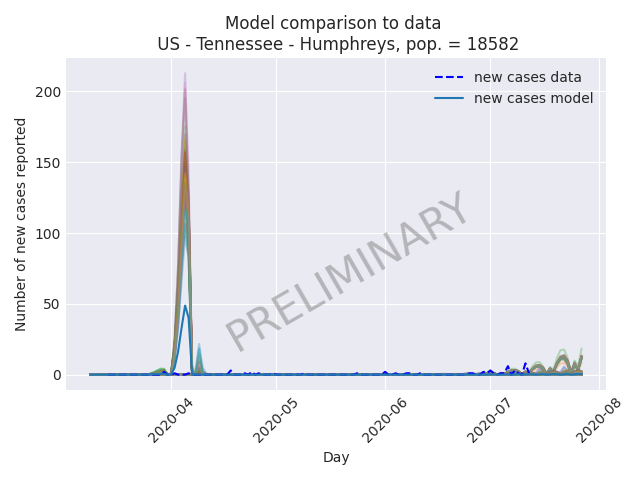 Model comparison to data
US - Tennessee - Humphreys, pop. = 18582
Number of new cases reported
200
150
100
50
0
new cases data
new cases model
PRELIMINARY
2020-04
2020-05
2020-06
2020-07
2020-08
Day